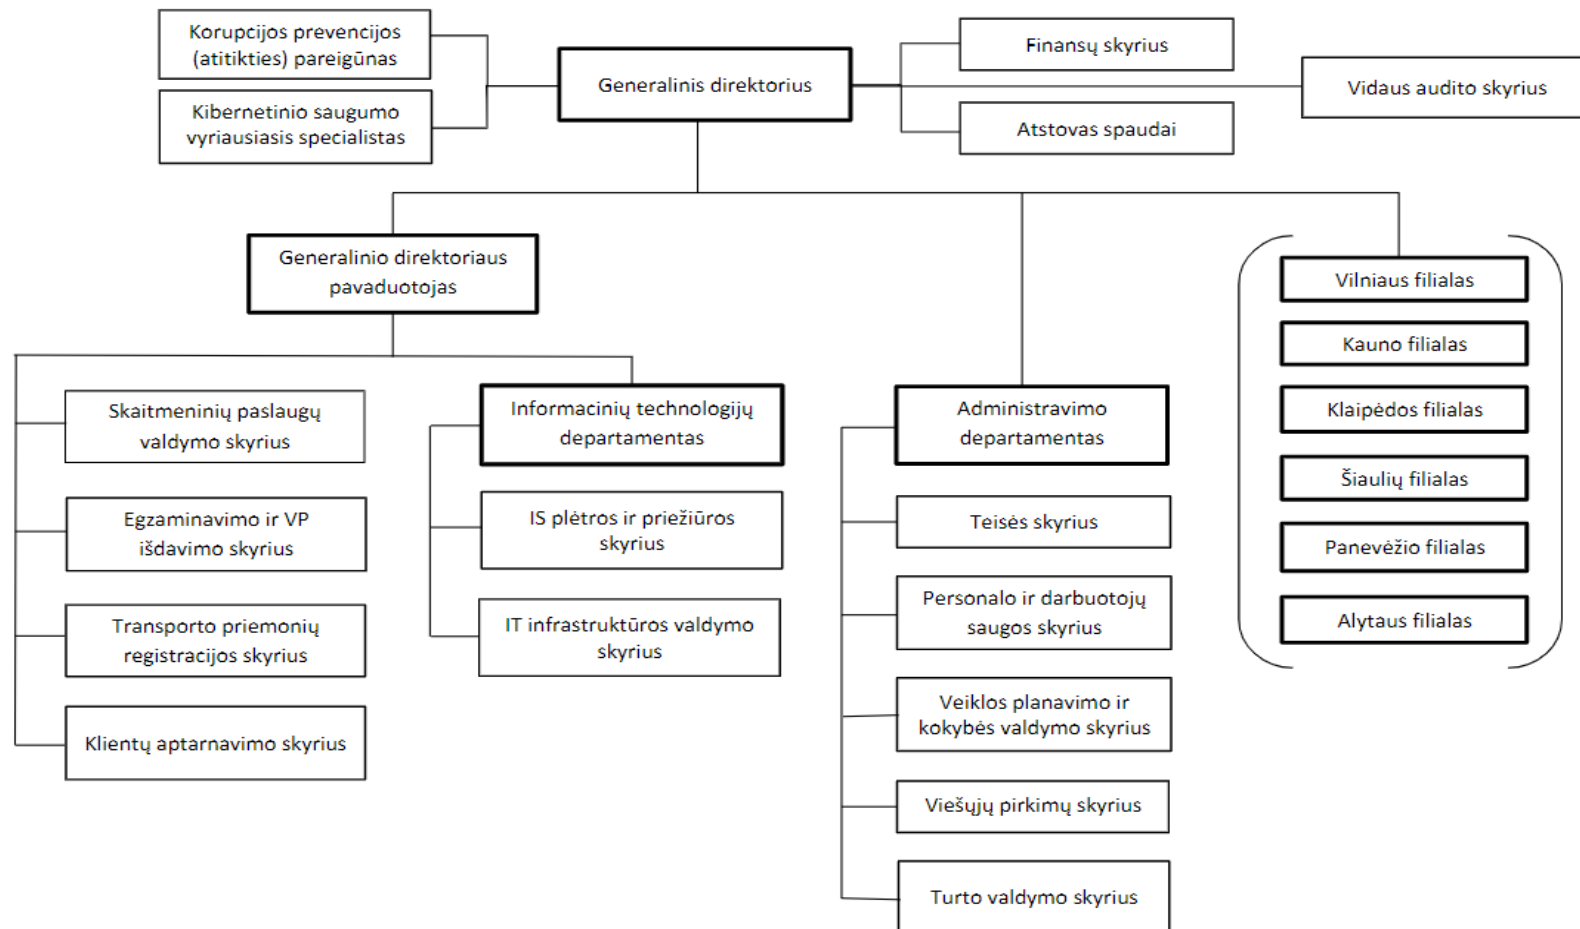 Korupcijos prevencijos
(atitikties) pareigūnas
Kibernetinio saugumo
vyriausiasis specialistas
Generalinis direktorius
Finansų skyrius
Vidaus audito skyrius
Atstovas spaudai
Generalinio direktoriaus
pavaduotojas
Skaitmeninių paslaugų
valdymo skyrius
Egzaminavimo ir VP
išdavimo skyrius
Transporto priemonių
registracijos skyrius
Klientų aptarnavimo skyrius
Informacinių technologijų
departamentas
IS plėtros ir priežiūros
skyrius
IT infrastruktūros valdymo
skyrius
Administravimo
departamentas
Teisės skyrius
Personalo ir darbuotojų
saugos skyrius
Veiklos planavimo ir
kokybės valdymo skyrius
Viešųjų pirkimų skyrius
Turto valdymo skyrius
Vilniaus filialas
Kauno filialas
Klaipėdos filialas
Šiaulių filialas
Panevėžio filialas
Alytaus filialas